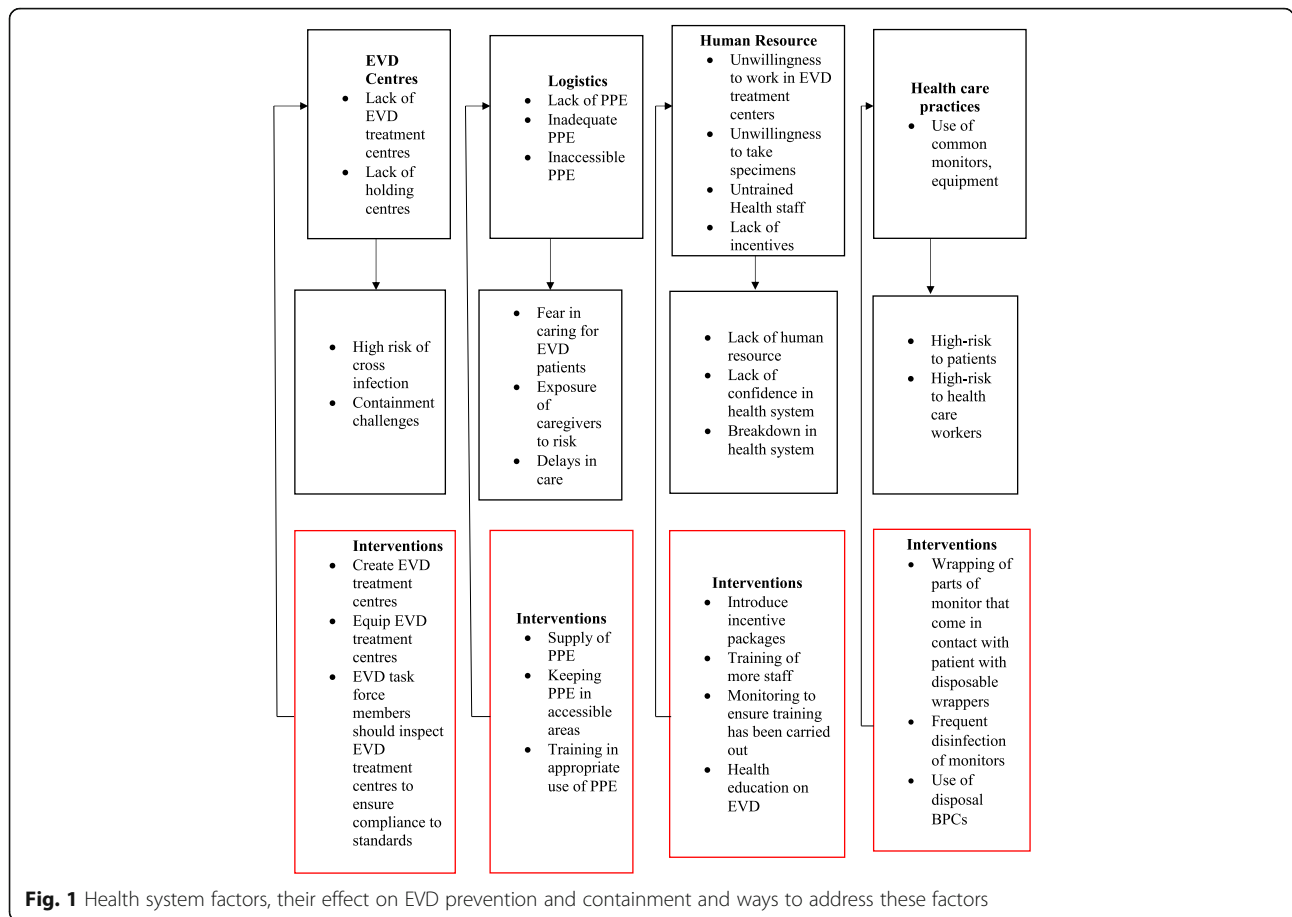 EVD
Centres
• Lack of
EVD
treatment
centres
• Lack of
holding
centres
Logistics
• Lack of PPE
• Inadequate
PPE
• Inaccessible
PPE
Human Resource
• Unwillingness
to work in EVD
treatment
centers
• Unwillingness
to take
specimens
• Untrained
Health staff
• Lack of
incentives
Health care
practices
• Use of
common
monitors,
equipment
• High risk of
cross
infection
• Containment
challenges
• Fear in
caring for
EVD
patients
• Exposure
of
caregivers
to risk
• Delays in
care
• Lack of human
resource
• Lack of
confidence in
health system
• Breakdown in
health system
• High-risk
to patients
• High-risk
to health
care
workers
Interventions
• Create EVD
treatment
centres
• Equip EVD
treatment
centres
• EVD task
force
members
should inspect
EVD
treatment
centres to
ensure
compliance to
standards
Interventions
• Supply of
PPE
• Keeping
PPE in
accessible
areas
• Training in
appropriate
use of PPE
Interventions
• Introduce
incentive
packages
• Training of
more staff
• Monitoring to
ensure training
has been carried
out
• Health
education on
EVD
Interventions
• Wrapping of
parts of
monitor that
come in
contact with
patient with
disposable
wrappers
• Frequent
disinfection
of monitors
• Use of
disposal
BPCs
Fig. 1 Health system factors, their effect on EVD prevention and containment and ways to address these factors